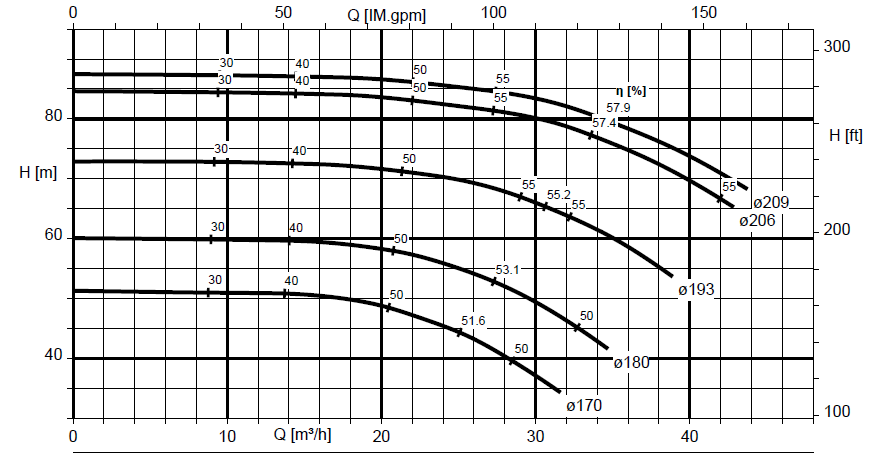 0 50 Q [IM.gpm] 100 150
300
30 40 50 55
30 40 50 55 η [%]
57.9
80 57.4 H [ft]
30 40 50
H [m] 55 55.2 55 55 ø209
ø206
60 30 40 50 200
53.1 ø193
30 40 50 51.6 50
40 50 ø180
ø170 100
0 10 Q [m³/h] 20 30 40